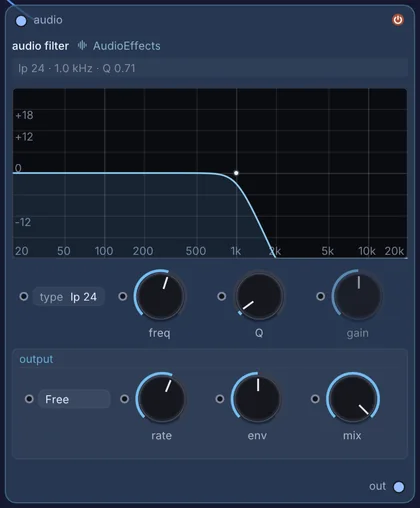 audio
audio filter AudioEffects
lp 24 · 1.0 kHz · Q 0.71
+18
+12
0
-12
20 50 100 200 500 1k 2k 5k 10k 20k
type lp 24
freq Q gain
output
Free
rate env mix
out